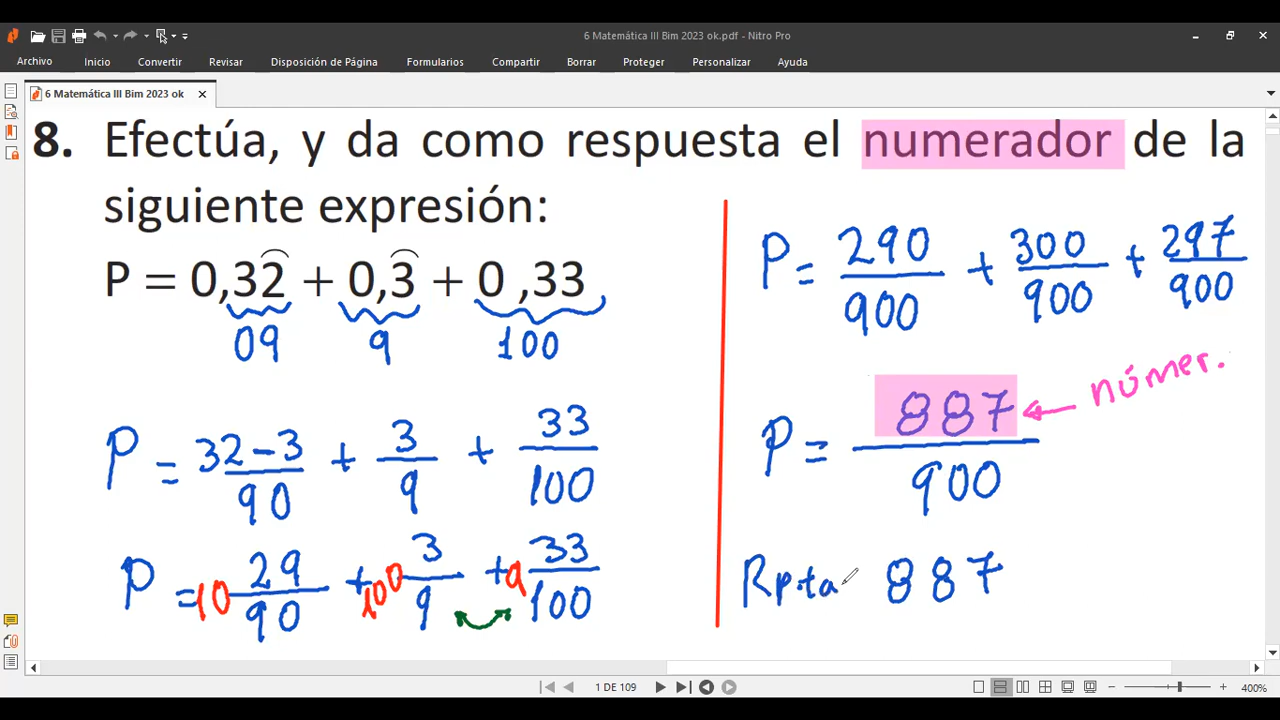 6 Matemática III Bim 2023 ok.pdf - Nitro Pro
Archivo Inicio Convertir Revisar Disposición de Página Formularios Compartir Borrar Proteger Personalizar Ayuda
6 Matemática III Bim 2023 ok
8. Efectúa, y da como respuesta el numerador de la
siguiente expresión:
P = 0,32͡ + 0,3͡ + 0 ,33
09 9 100
P = 32-3/90 + 3/9 + 33/100
P = 10 29/90 + 100 3/9 + 9 33/100
P = 290/900 + 300/900 + 297/900
P = 887/900 ← númer.
Rpta 887
1 DE 109
400%